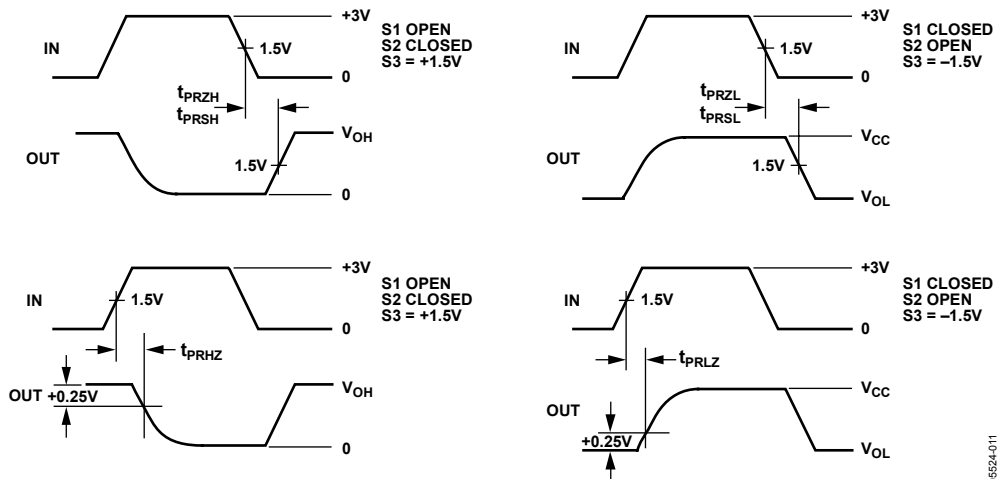 +3V
IN
1.5V
0
S1 OPEN
S2 CLOSED
S3 = +1.5V
tPRZH
tPRSH
OUT
VOH
1.5V
0
+3V
IN
1.5V
0
S1 CLOSED
S2 OPEN
S3 = –1.5V
tPRZL
tPRSL
OUT
VCC
1.5V
VOL
+3V
IN
1.5V
0
S1 OPEN
S2 CLOSED
S3 = +1.5V
tPRHZ
OUT
+0.25V
VOH
0
+3V
IN
1.5V
0
S1 CLOSED
S2 OPEN
S3 = –1.5V
tPRLZ
OUT
+0.25V
VCC
VOL